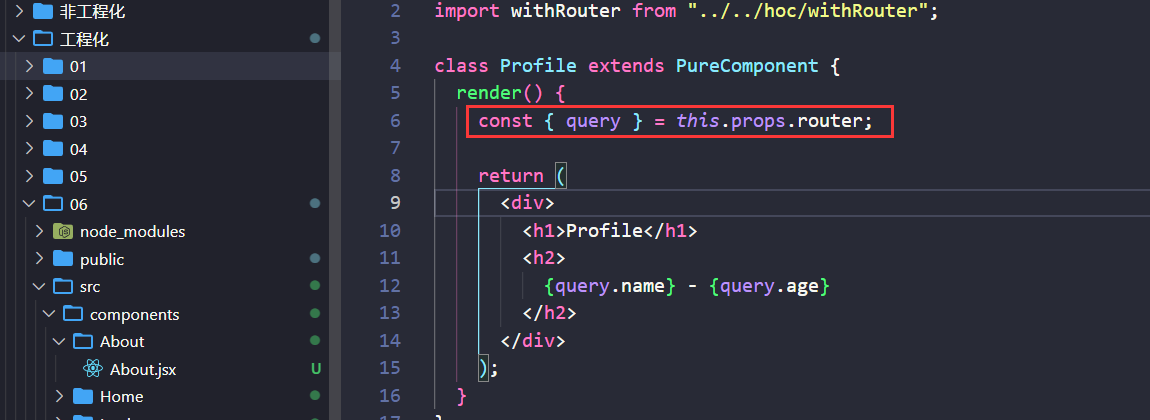 非工程化
工程化
01
02
03
04
05
06
node_modules
public
src
components
About
About.jsx U
Home
2 import withRouter from "../../hoc/withRouter";
3
4 class Profile extends PureComponent {
5 render() {
6 const { query } = this.props.router;
7
8 return (
9 <div>
10 <h1>Profile</h1>
11 <h2>
12 {query.name} - {query.age}
13 </h2>
14 </div>
15 );
16 }
17 }